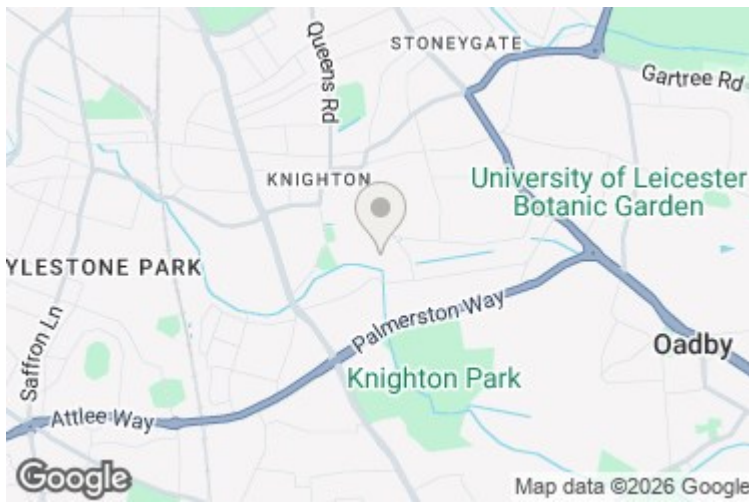 STONEYGATE
Queens Rd
Gartree Rd
KNIGHTON
University of Leicester
Botanic Garden
YLESTONE PARK
Saffron Ln
Palmerston Way
Oadby
Knighton Park
Attlee Way
Google
Map data ©2026 Google